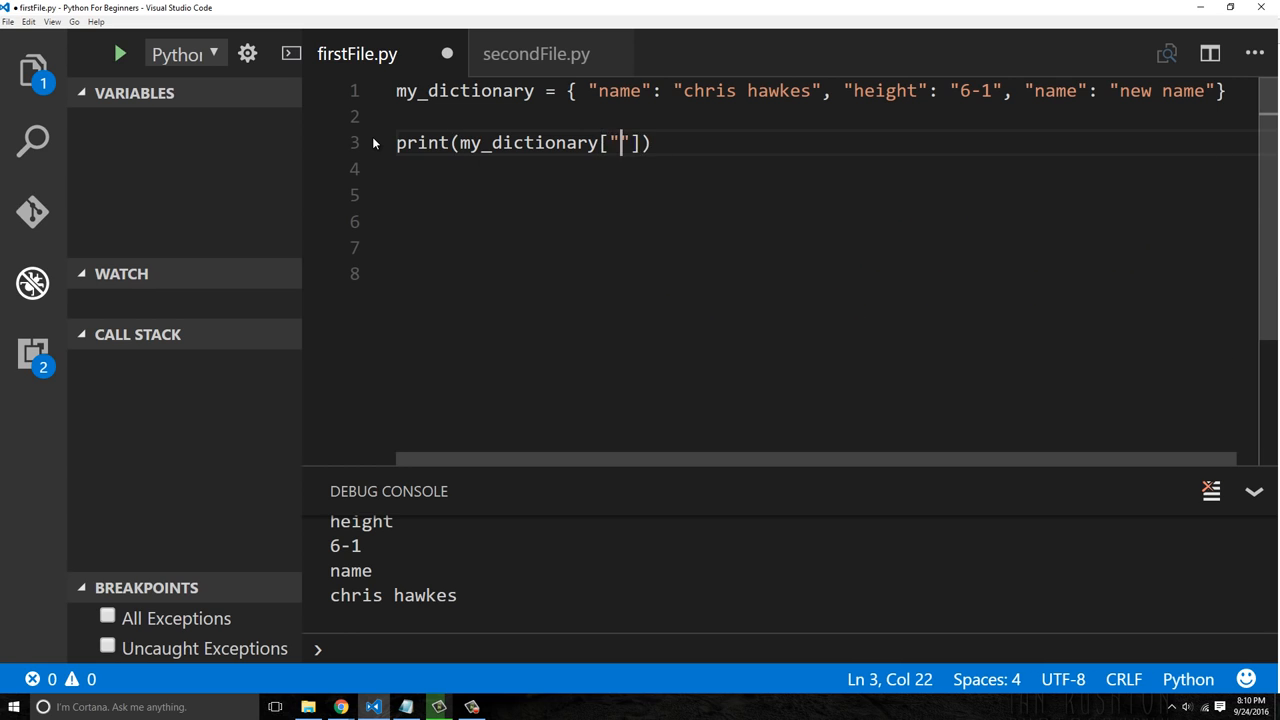 ● firstFile.py - Python For Beginners - Visual Studio Code
File Edit View Go Help
Python
firstFile.py
secondFile.py
1
VARIABLES
1 my_dictionary = { "name": "chris hawkes", "height": "6-1", "name": "new name"}
2
3 print(my_dictionary[""])
4
5
6
7
8
WATCH
CALL STACK
2
DEBUG CONSOLE
height
6-1
name
chris hawkes
BREAKPOINTS
All Exceptions
Uncaught Exceptions
0 0
Ln 3, Col 22 Spaces: 4 UTF-8 CRLF Python
I'm Cortana. Ask me anything.
8:10 PM
9/24/2016